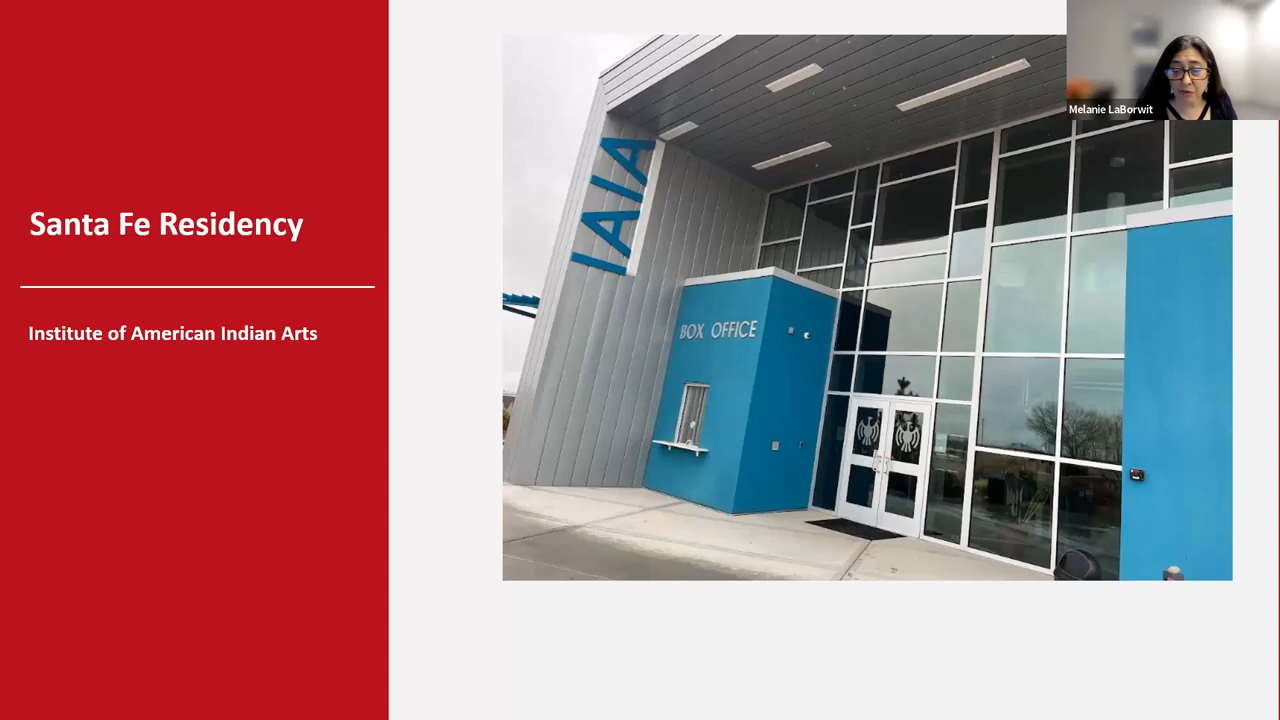 Santa Fe Residency
Institute of American Indian Arts
IAIA
BOX OFFICE
Melanie LaBorwit